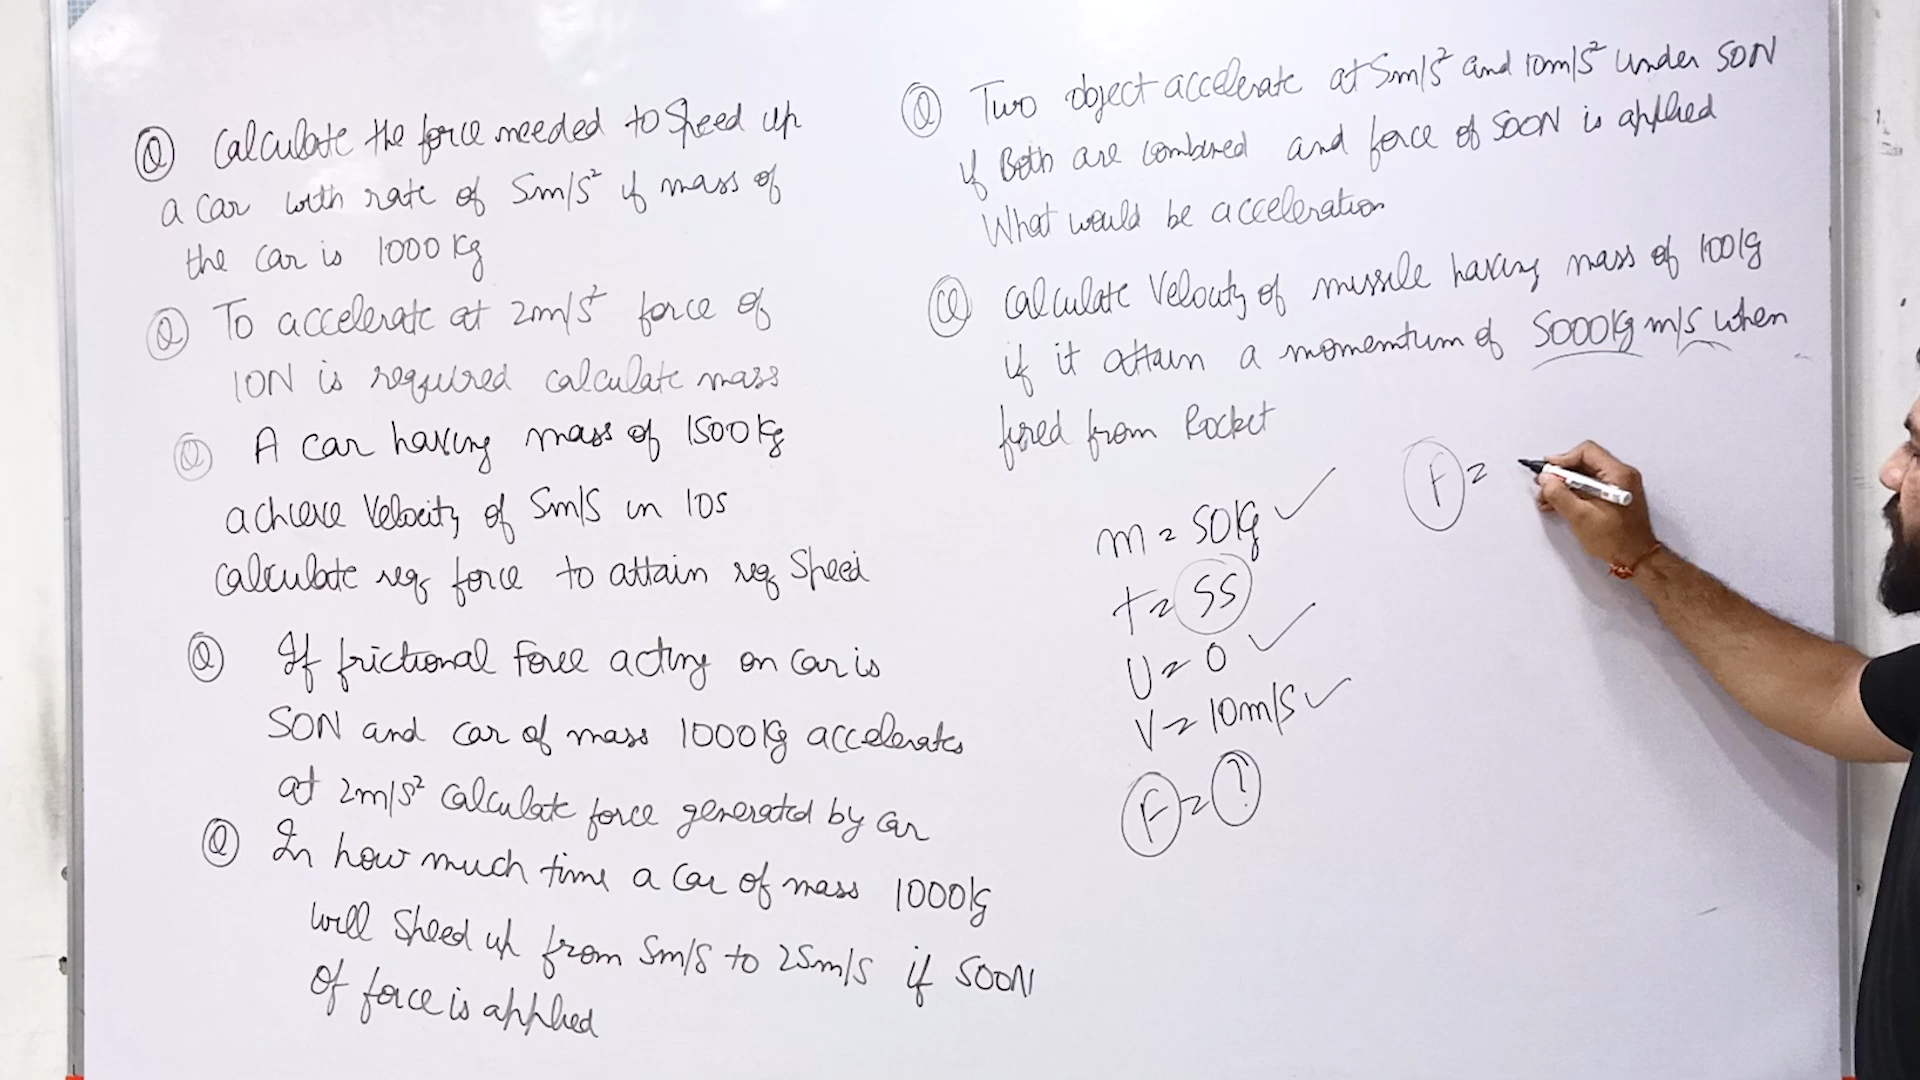 Q Calculate the force needed to Speed up
a car with rate of 5m/s² if mass of
the car is 1000 Kg
Q To accelerate at 2m/s² force of
10N is required calculate mass
Q A car having mass of 1500 Kg
achieve Velocity of 5m/s in 10s
calculate req force to attain req Speed
Q If frictional Force acting on car is
50N and car of mass 1000Kg accelerates
at 2m/s² calculate force generated by car
Q In how much time a car of mass 1000Kg
will Speed up from 5m/s to 25m/s if 500N
of force is applied
Q Two object accelerate at 5m/s² and 10m/s² under 50N
if Both are combined and force of 500N is applied
What would be acceleration
Q Calculate Velocity of missile having mass of 100Kg
if it attain a momemtum of 5000Kg m/s when
fired from Rocket
m = 50Kg ✓
t = 5S
U = 0 ✓
V = 10m/s ✓
F = ?
F =